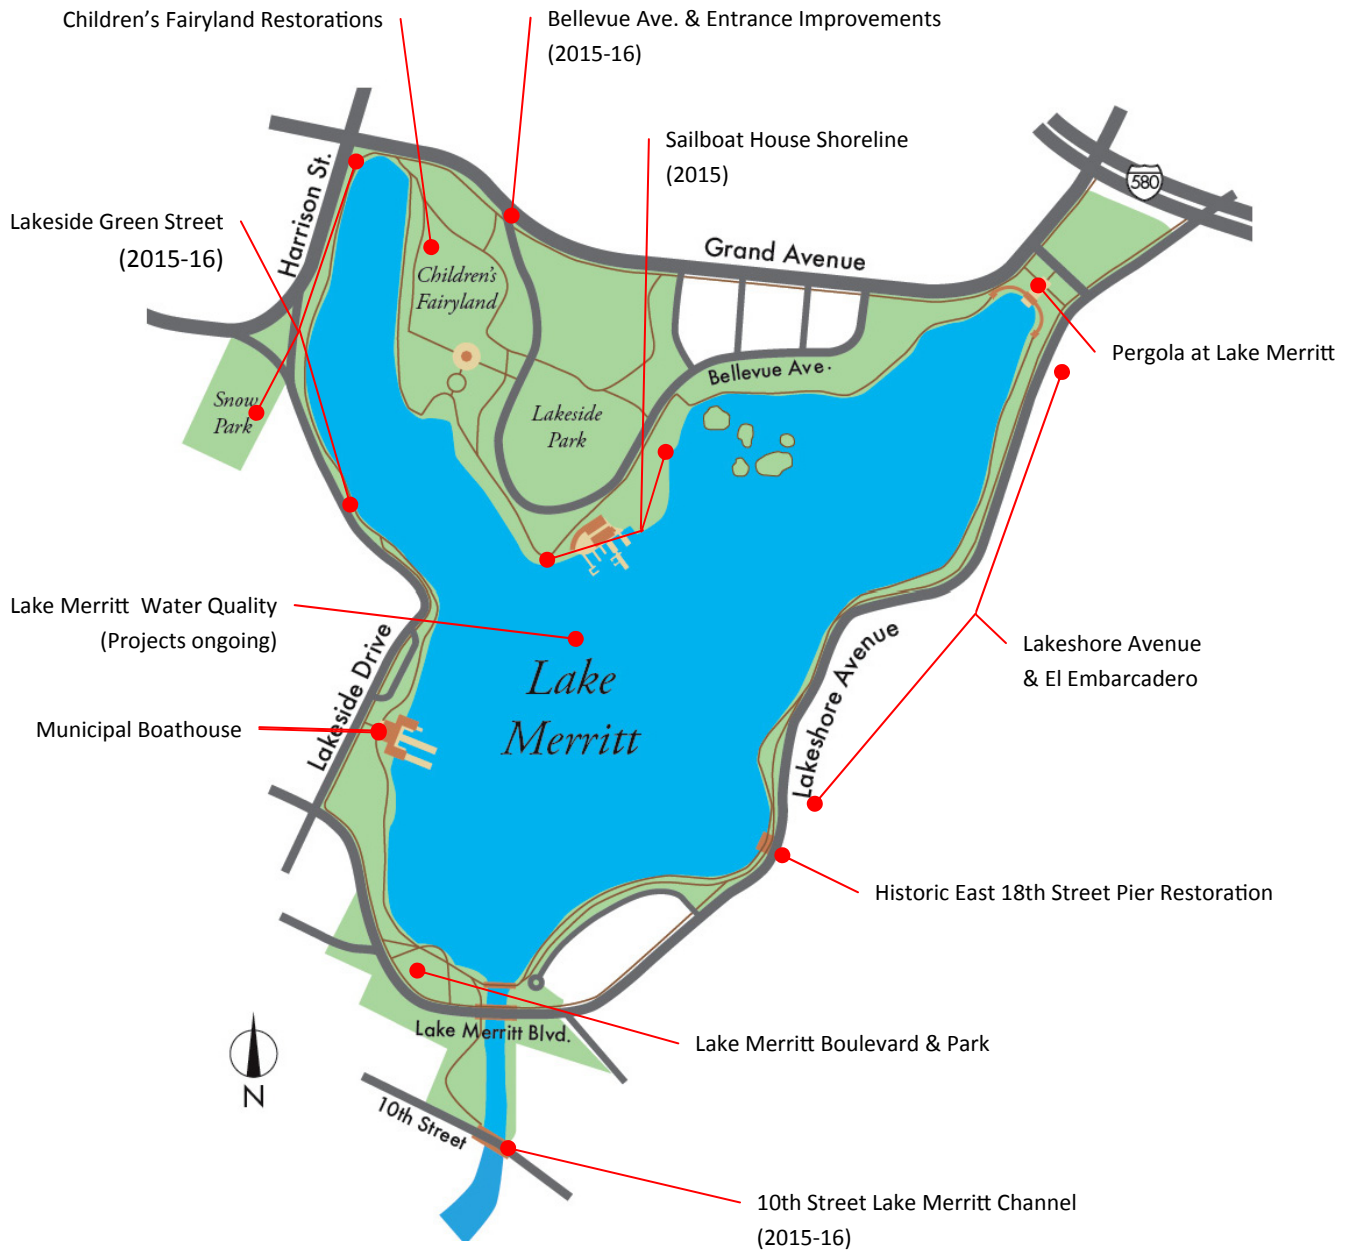 Children’s Fairyland Restorations
Bellevue Ave. & Entrance Improvements
(2015-16)
Sailboat House Shoreline
(2015)
580
Harrison St.
Lakeside Green Street
(2015-16)
Grand Avenue
Children's
Fairyland
Pergola at Lake Merritt
Bellevue Ave.
Snow
Park
Lakeside
Park
Lake Merritt Water Quality
(Projects ongoing)
Lakeside Drive
Lake
Merritt
Lakeshore Avenue
Lakeshore Avenue
& El Embarcadero
Municipal Boathouse
Historic East 18th Street Pier Restoration
Lake Merritt Blvd.
Lake Merritt Boulevard & Park
N
10th Street
10th Street Lake Merritt Channel
(2015-16)